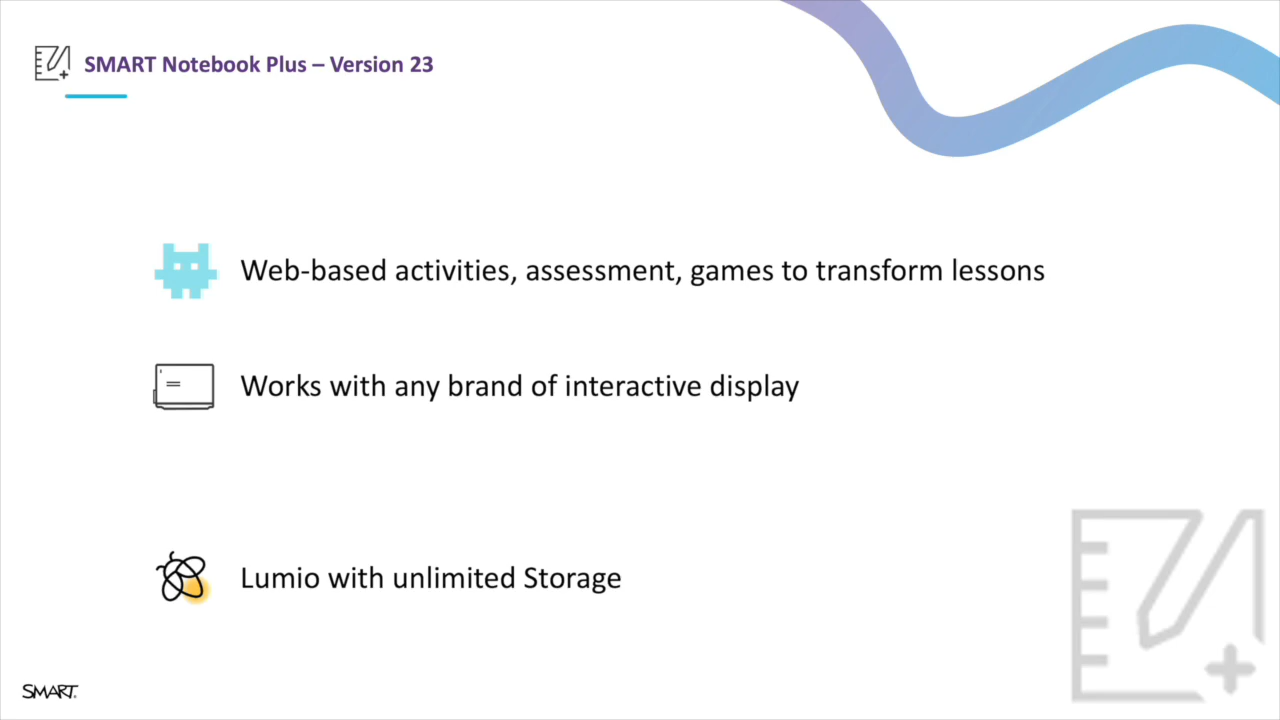 SMART Notebook Plus – Version 23
Web-based activities, assessment, games to transform lessons
Works with any brand of interactive display
Lumio with unlimited Storage
SMART